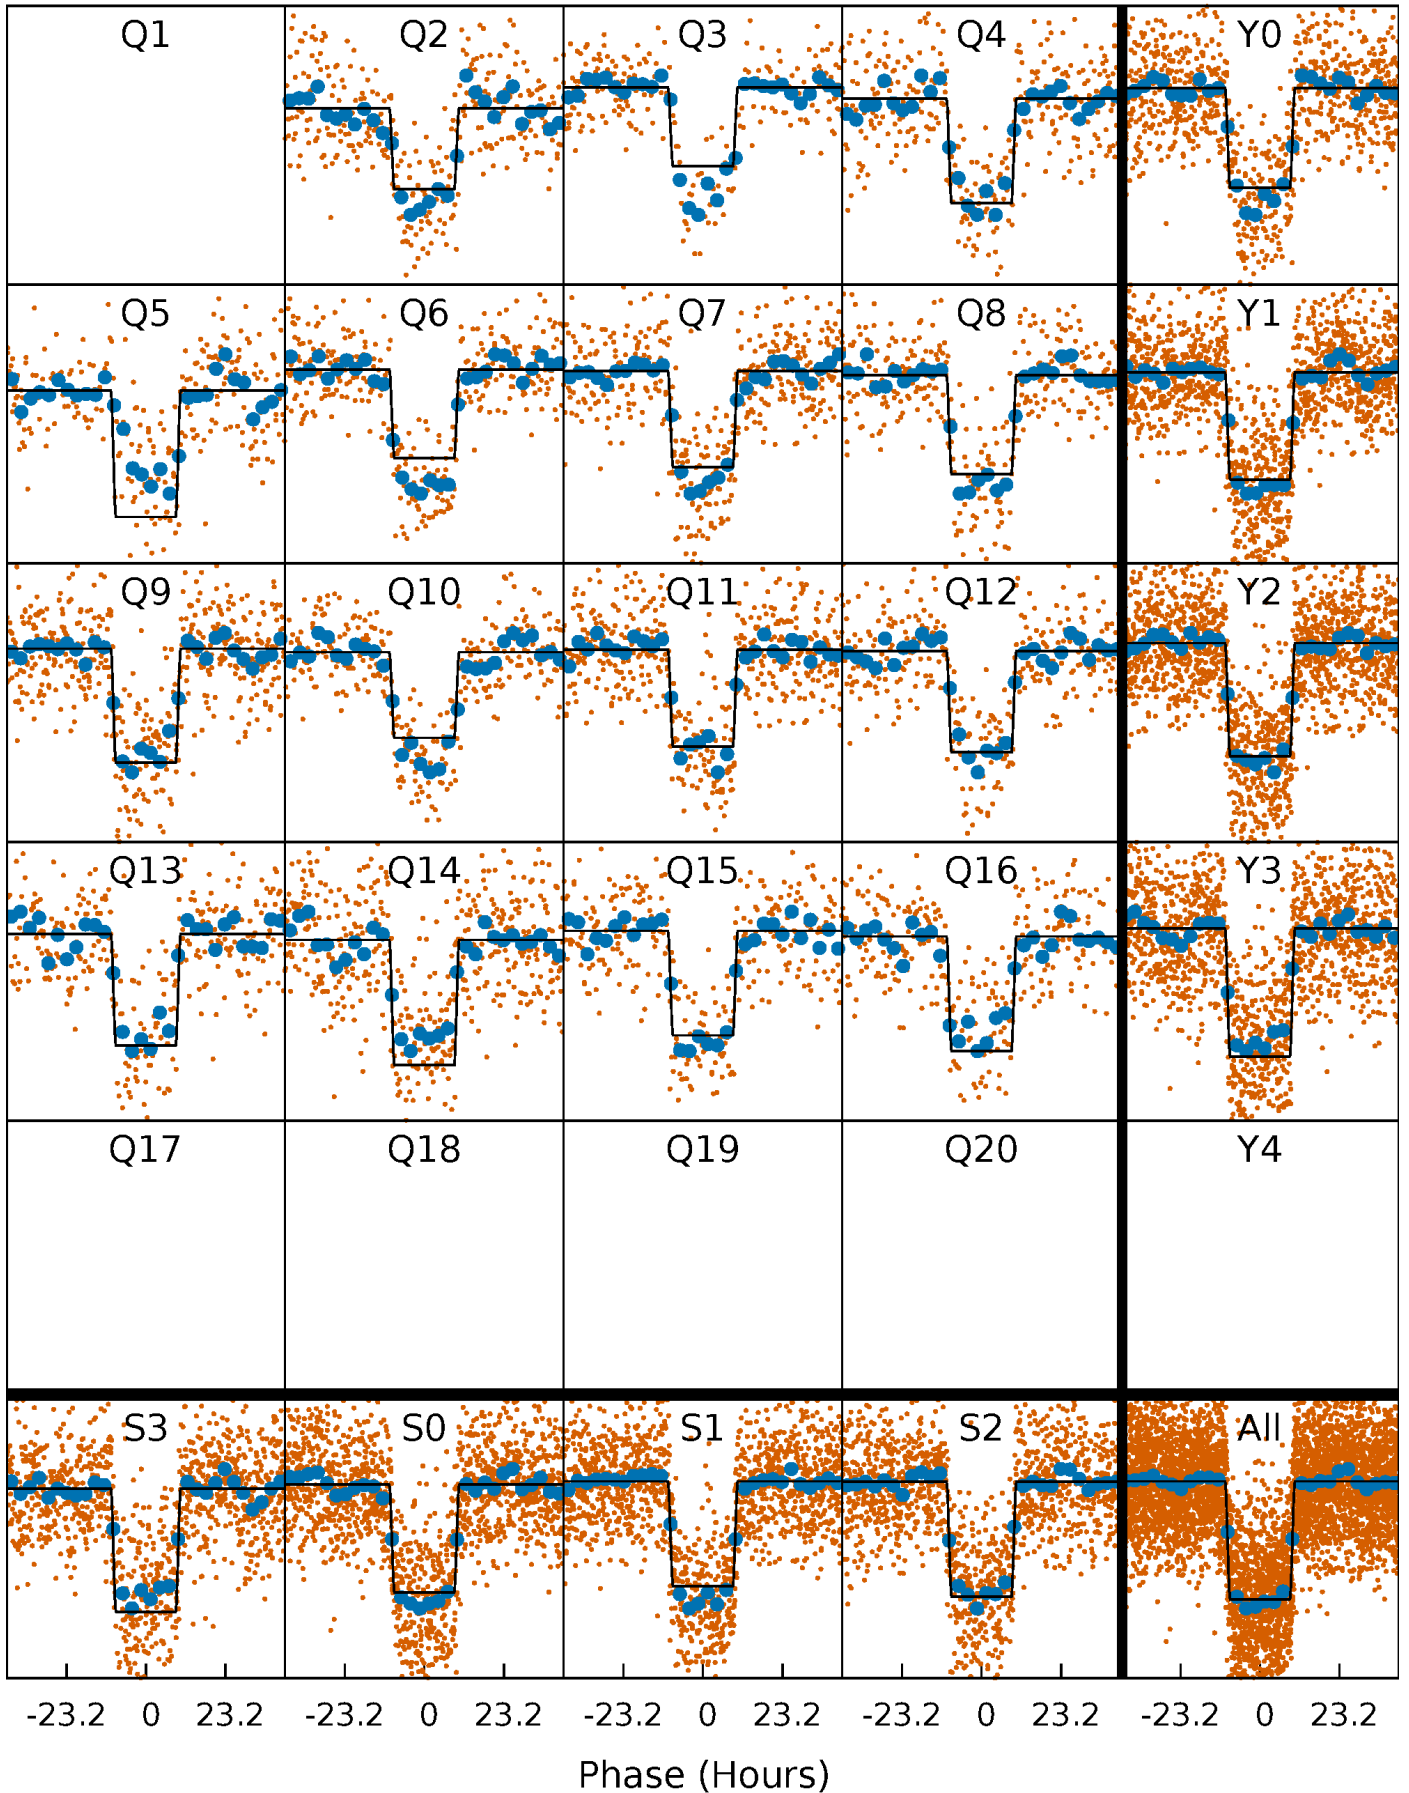 Q1 Q2 Q3 Q4 Y0
Q5 Q6 Q7 Q8 Y1
Q9 Q10 Q11 Q12 Y2
Q13 Q14 Q15 Q16 Y3
Q17 Q18 Q19 Q20 Y4
S3 S0 S1 S2 All
-23.2 0 23.2 -23.2 0 23.2 -23.2 0 23.2 -23.2 0 23.2 -23.2 0 23.2
Phase (Hours)